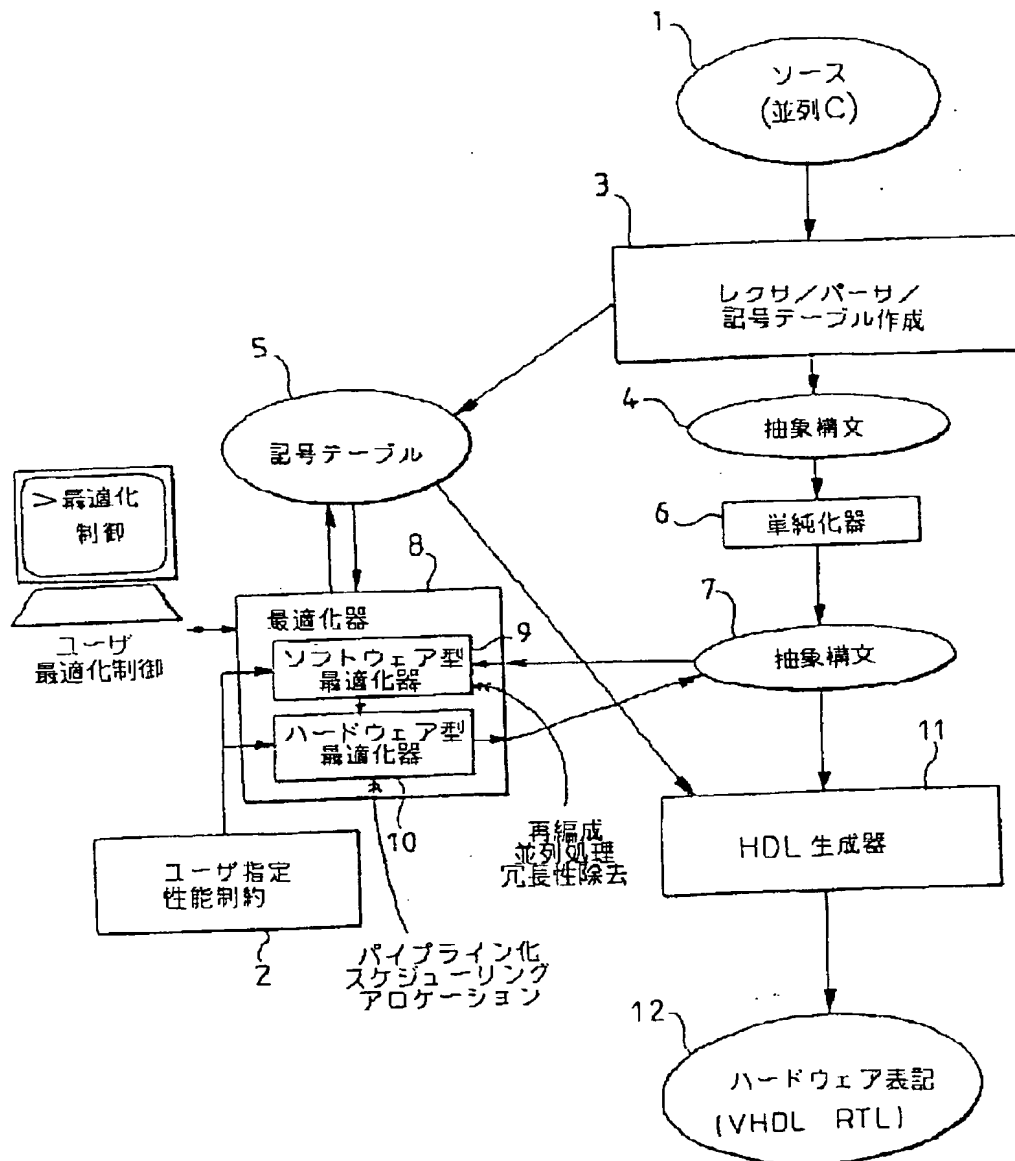 1
ソース
(並列C)
3
レクサ/パーサ/
記号テーブル作成
5
記号テーブル
4
抽象構文
6
単純化器
>最適化
制御
ユーザ
最適化制御
8
最適化器
9
ソフトウェア型
最適化器
ハードウェア型
最適化器
10
7
抽象構文
11
HDL 生成器
再編成
並列処理
冗長性除去
ユーザ指定
性能制約
2
パイプライン化
スケジューリング
アロケーション
12
ハードウェア表記
(VHDL RTL)